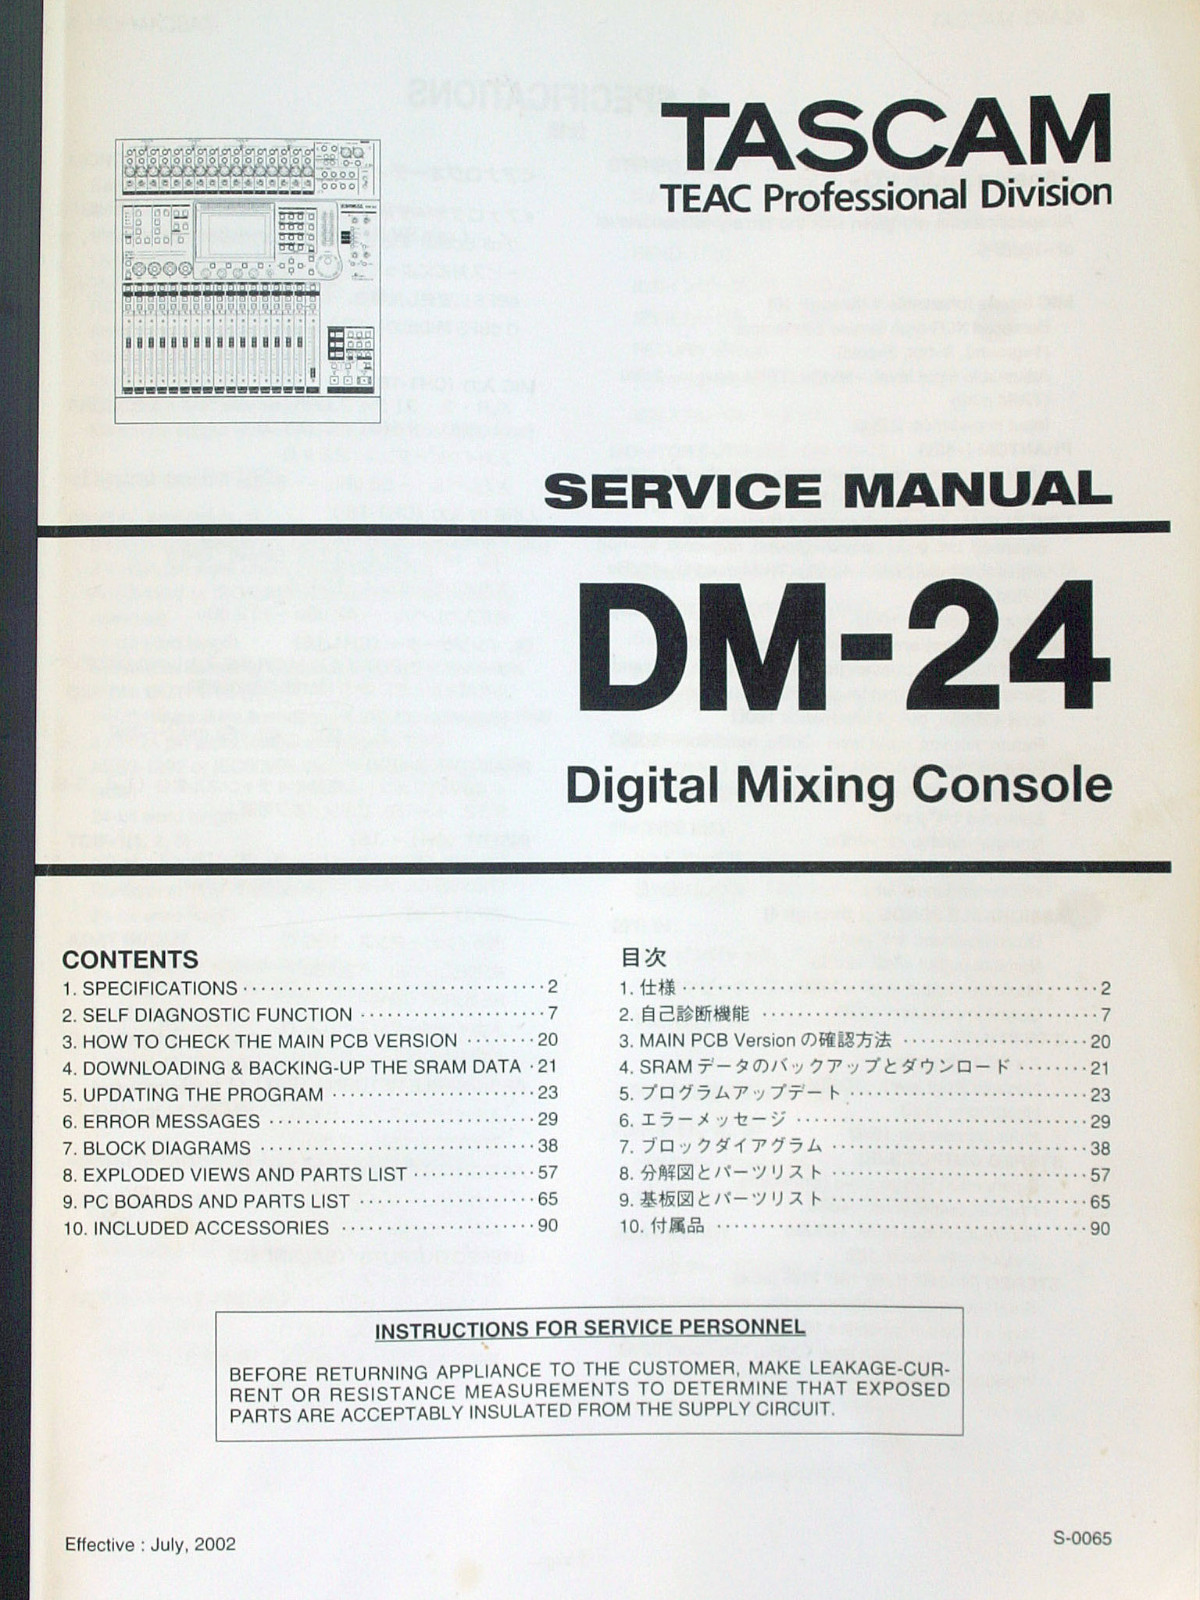 TASCAM
TEAC Professional Division
SERVICE MANUAL
DM-24
Digital Mixing Console
CONTENTS
1. SPECIFICATIONS 2
2. SELF DIAGNOSTIC FUNCTION 7
3. HOW TO CHECK THE MAIN PCB VERSION 20
4. DOWNLOADING & BACKING-UP THE SRAM DATA 21
5. UPDATING THE PROGRAM 23
6. ERROR MESSAGES 29
7. BLOCK DIAGRAMS 38
8. EXPLODED VIEWS AND PARTS LIST 57
9. PC BOARDS AND PARTS LIST 65
10. INCLUDED ACCESSORIES 90
目次
1. 仕様 2
2. 自己診断機能 7
3. MAIN PCB Version の確認方法 20
4. SRAM データのバックアップとダウンロード 21
5. プログラムアップデート 23
6. エラーメッセージ 29
7. ブロックダイアグラム 38
8. 分解図とパーツリスト 57
9. 基板図とパーツリスト 65
10. 付属品 90
INSTRUCTIONS FOR SERVICE PERSONNEL
BEFORE RETURNING APPLIANCE TO THE CUSTOMER, MAKE LEAKAGE-CUR-
RENT OR RESISTANCE MEASUREMENTS TO DETERMINE THAT EXPOSED
PARTS ARE ACCEPTABLY INSULATED FROM THE SUPPLY CIRCUIT.
Effective : July, 2002
S-0065